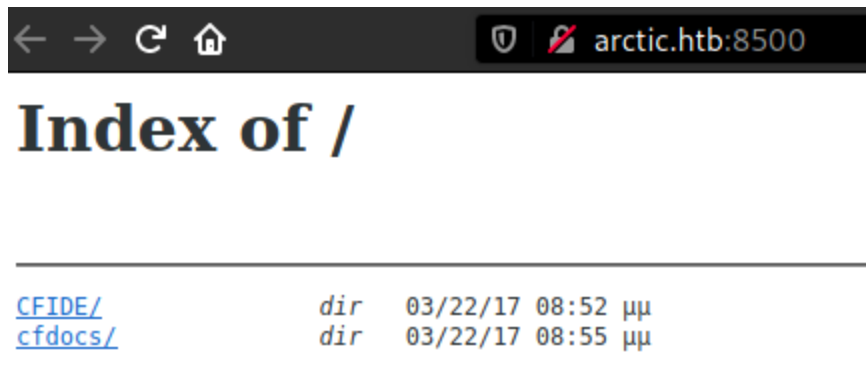 arctic.htb:8500
Index of /
CFIDE/ dir 03/22/17 08:52 μμ
cfdocs/ dir 03/22/17 08:55 μμ